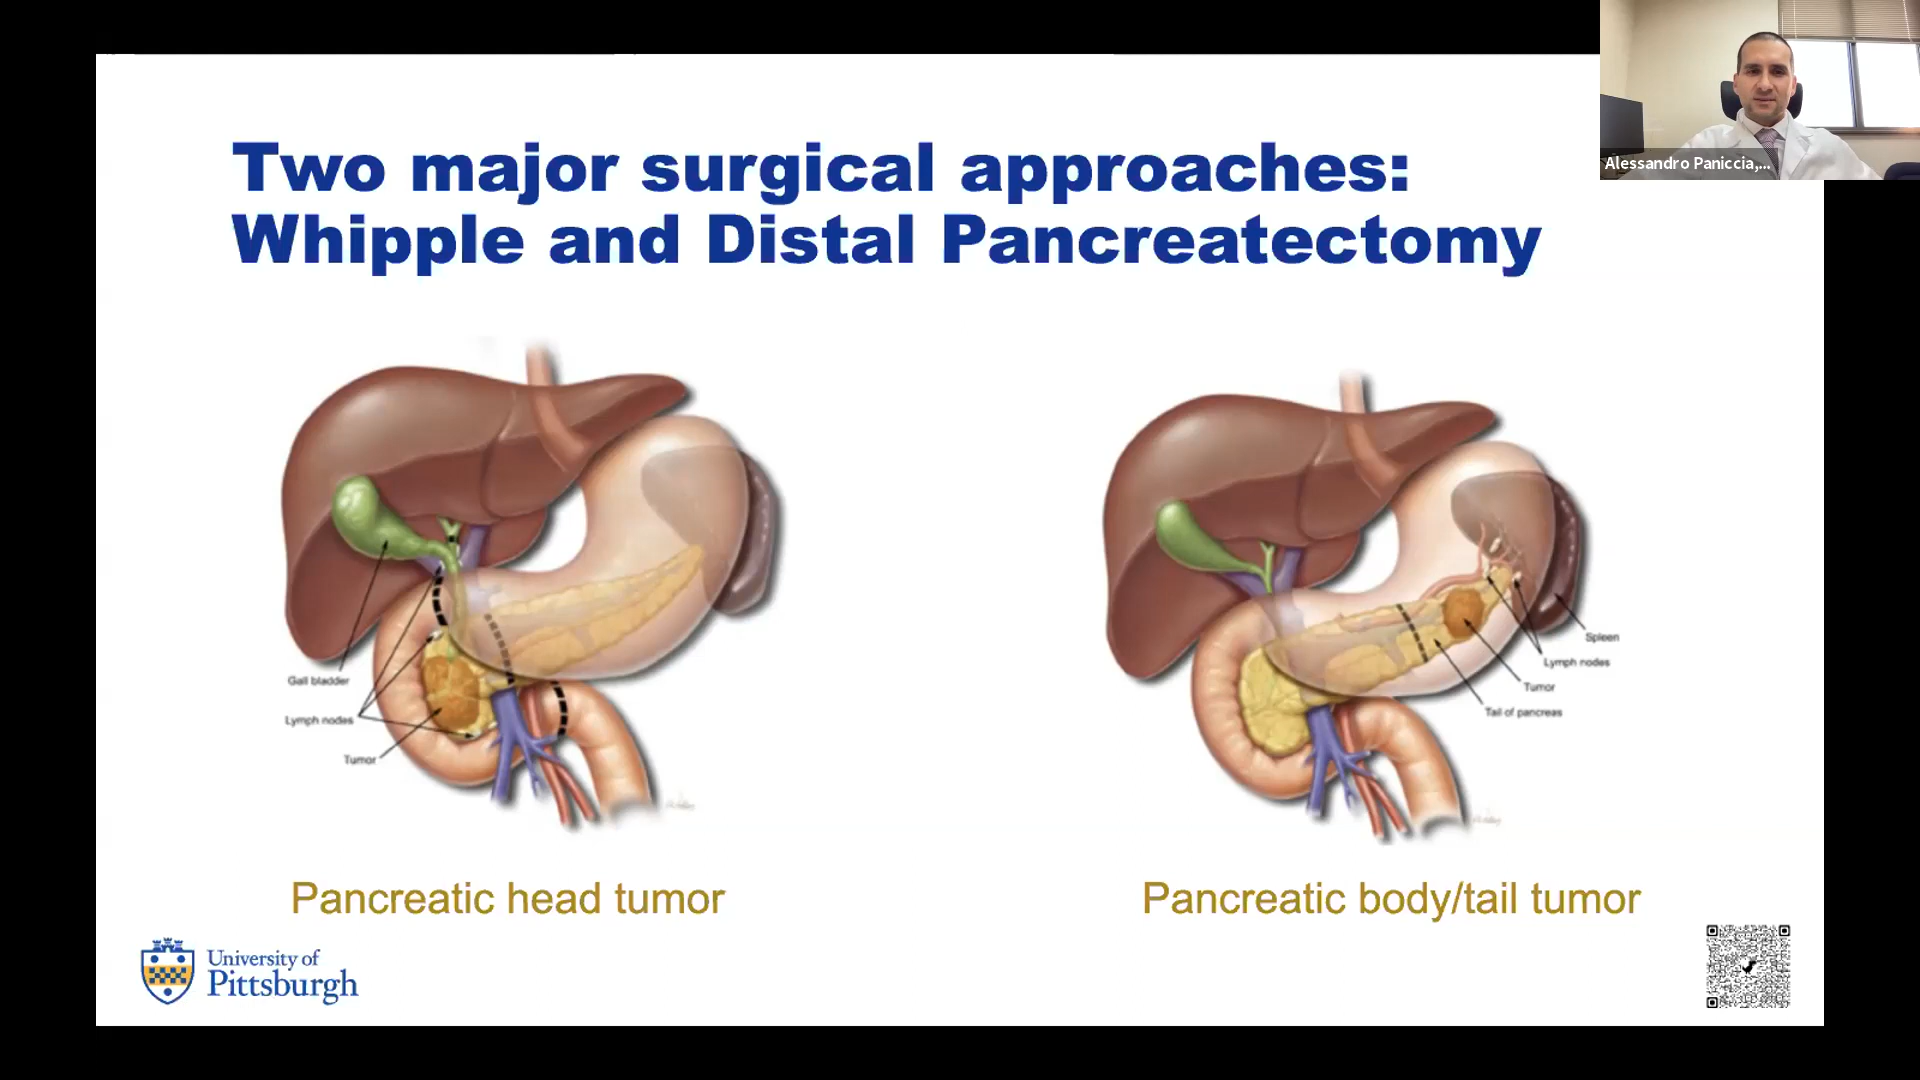 Two major surgical approaches:
Whipple and Distal Pancreatectomy
Alessandro Paniccia,...
Gall bladder
Lymph nodes
Tumor
Spleen
Lymph nodes
Tumor
Tail of pancreas
Pancreatic head tumor
Pancreatic body/tail tumor
University of
Pittsburgh